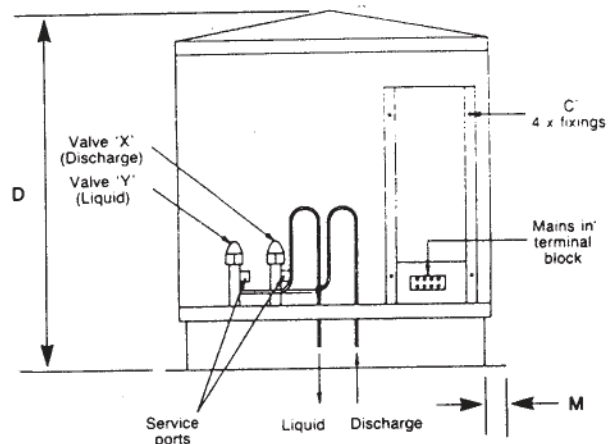 Valve 'X'
(Discharge)
Valve 'Y'
(Liquid)
D
C'
4 x fixings
Mains in'
terminal
block
M
Service
ports
Liquid
Discharge